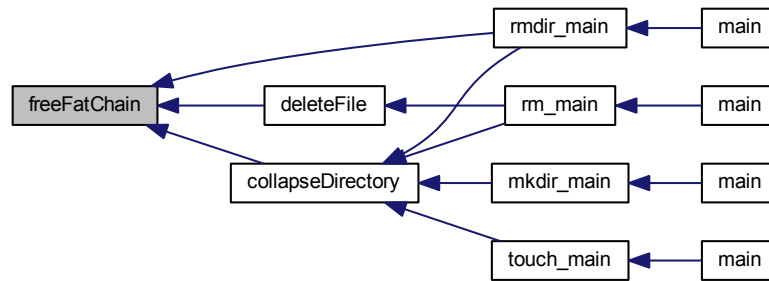 rmdir_main
main
freeFatChain
deleteFile
rm_main
main
collapseDirectory
mkdir_main
main
touch_main
main